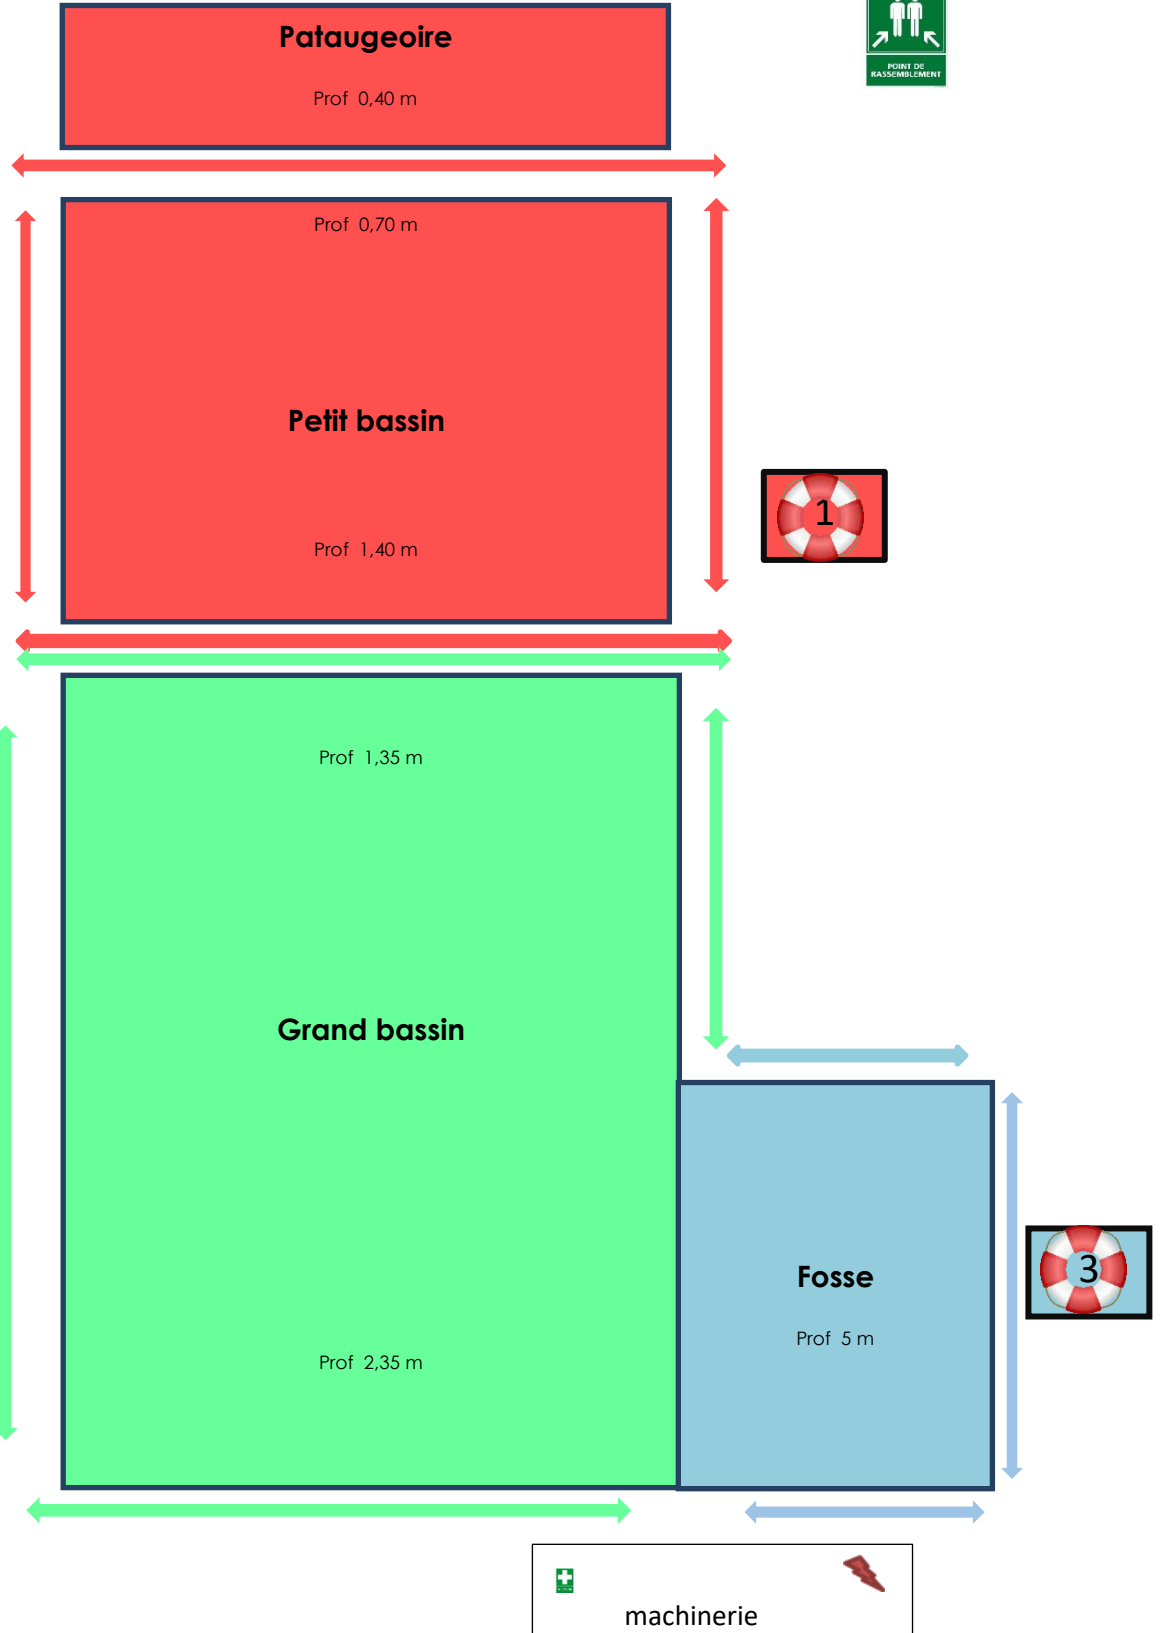 Pataugeoire
Prof 0,40 m
POINT DE
RASSEMBLEMENT
Prof 0,70 m
Petit bassin
Prof 1,40 m
1
Prof 1,35 m
Grand bassin
Prof 2,35 m
Fosse
Prof 5 m
3
machinerie